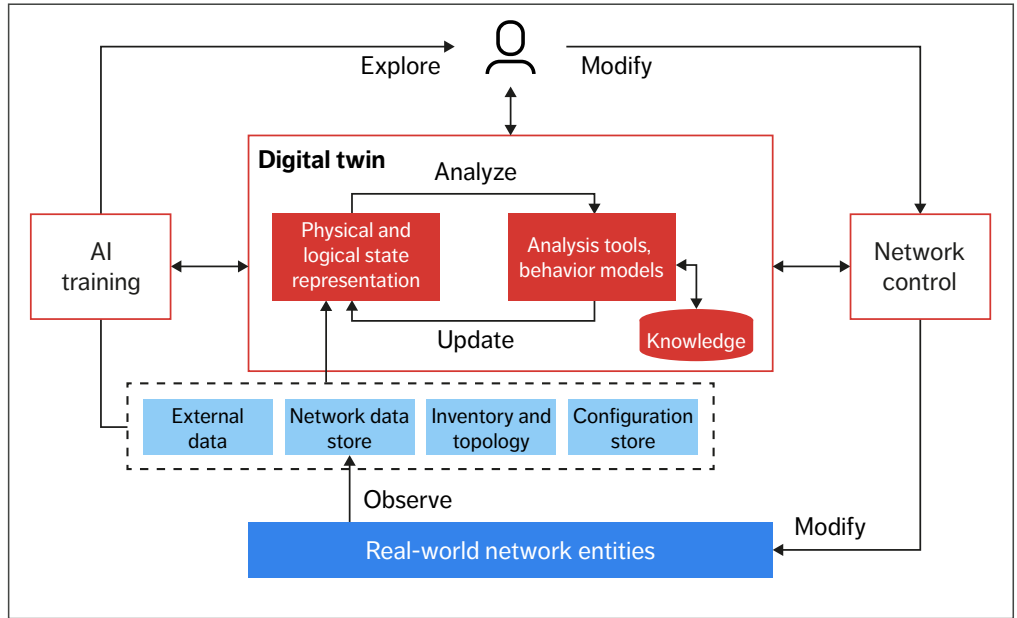 Explore
Modify
Digital twin
Analyze
AI
training
Physical and
logical state
representation
Analysis tools,
behavior models
Network
control
Update
Knowledge
External
data
Network data
store
Inventory and
topology
Configuration
store
Observe
Modify
Real-world network entities